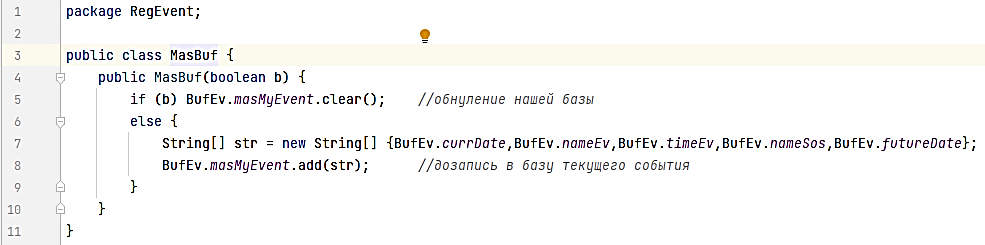 1 package RegEvent;
2
3 public class MasBuf {
4     public MasBuf(boolean b) {
5         if (b) BufEv.masMyEvent.clear();    //обнуление нашей базы
6         else {
7             String[] str = new String[] {BufEv.currDate,BufEv.nameEv,BufEv.timeEv,BufEv.nameSos,BufEv.futureDate};
8             BufEv.masMyEvent.add(str);      //дозапись в базу текущего события
9         }
10     }
11 }